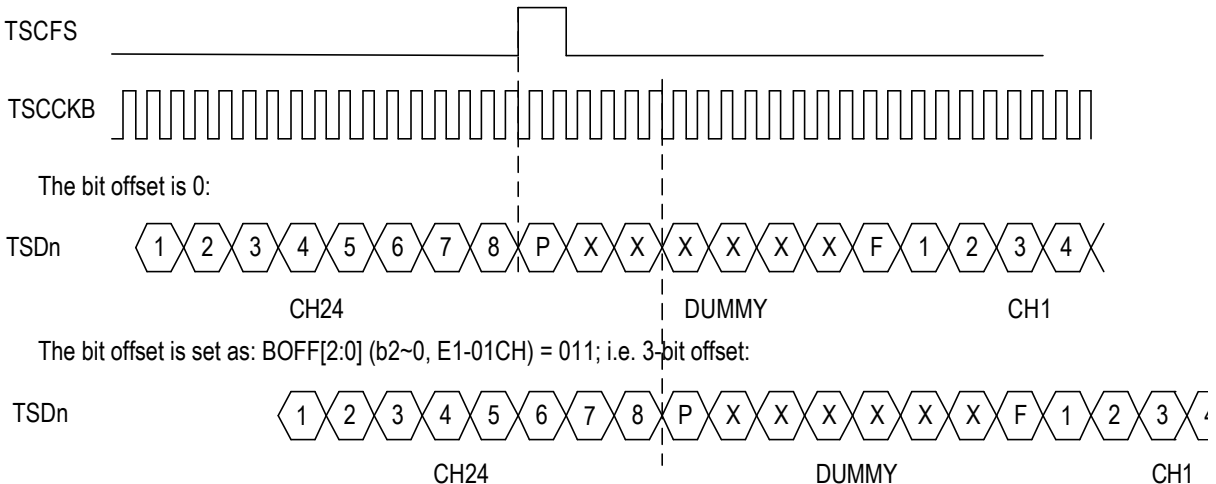 TSCFS
TSCCKB
The bit offset is 0:
TSDn 1 2 3 4 5 6 7 8 P X X X X X X F 1 2 3 4
CH24 DUMMY CH1
The bit offset is set as: BOFF[2:0] (b2~0, E1-01CH) = 011; i.e. 3-bit offset:
TSDn 1 2 3 4 5 6 7 8 P X X X X X X F 1 2 3 4
CH24 DUMMY CH1